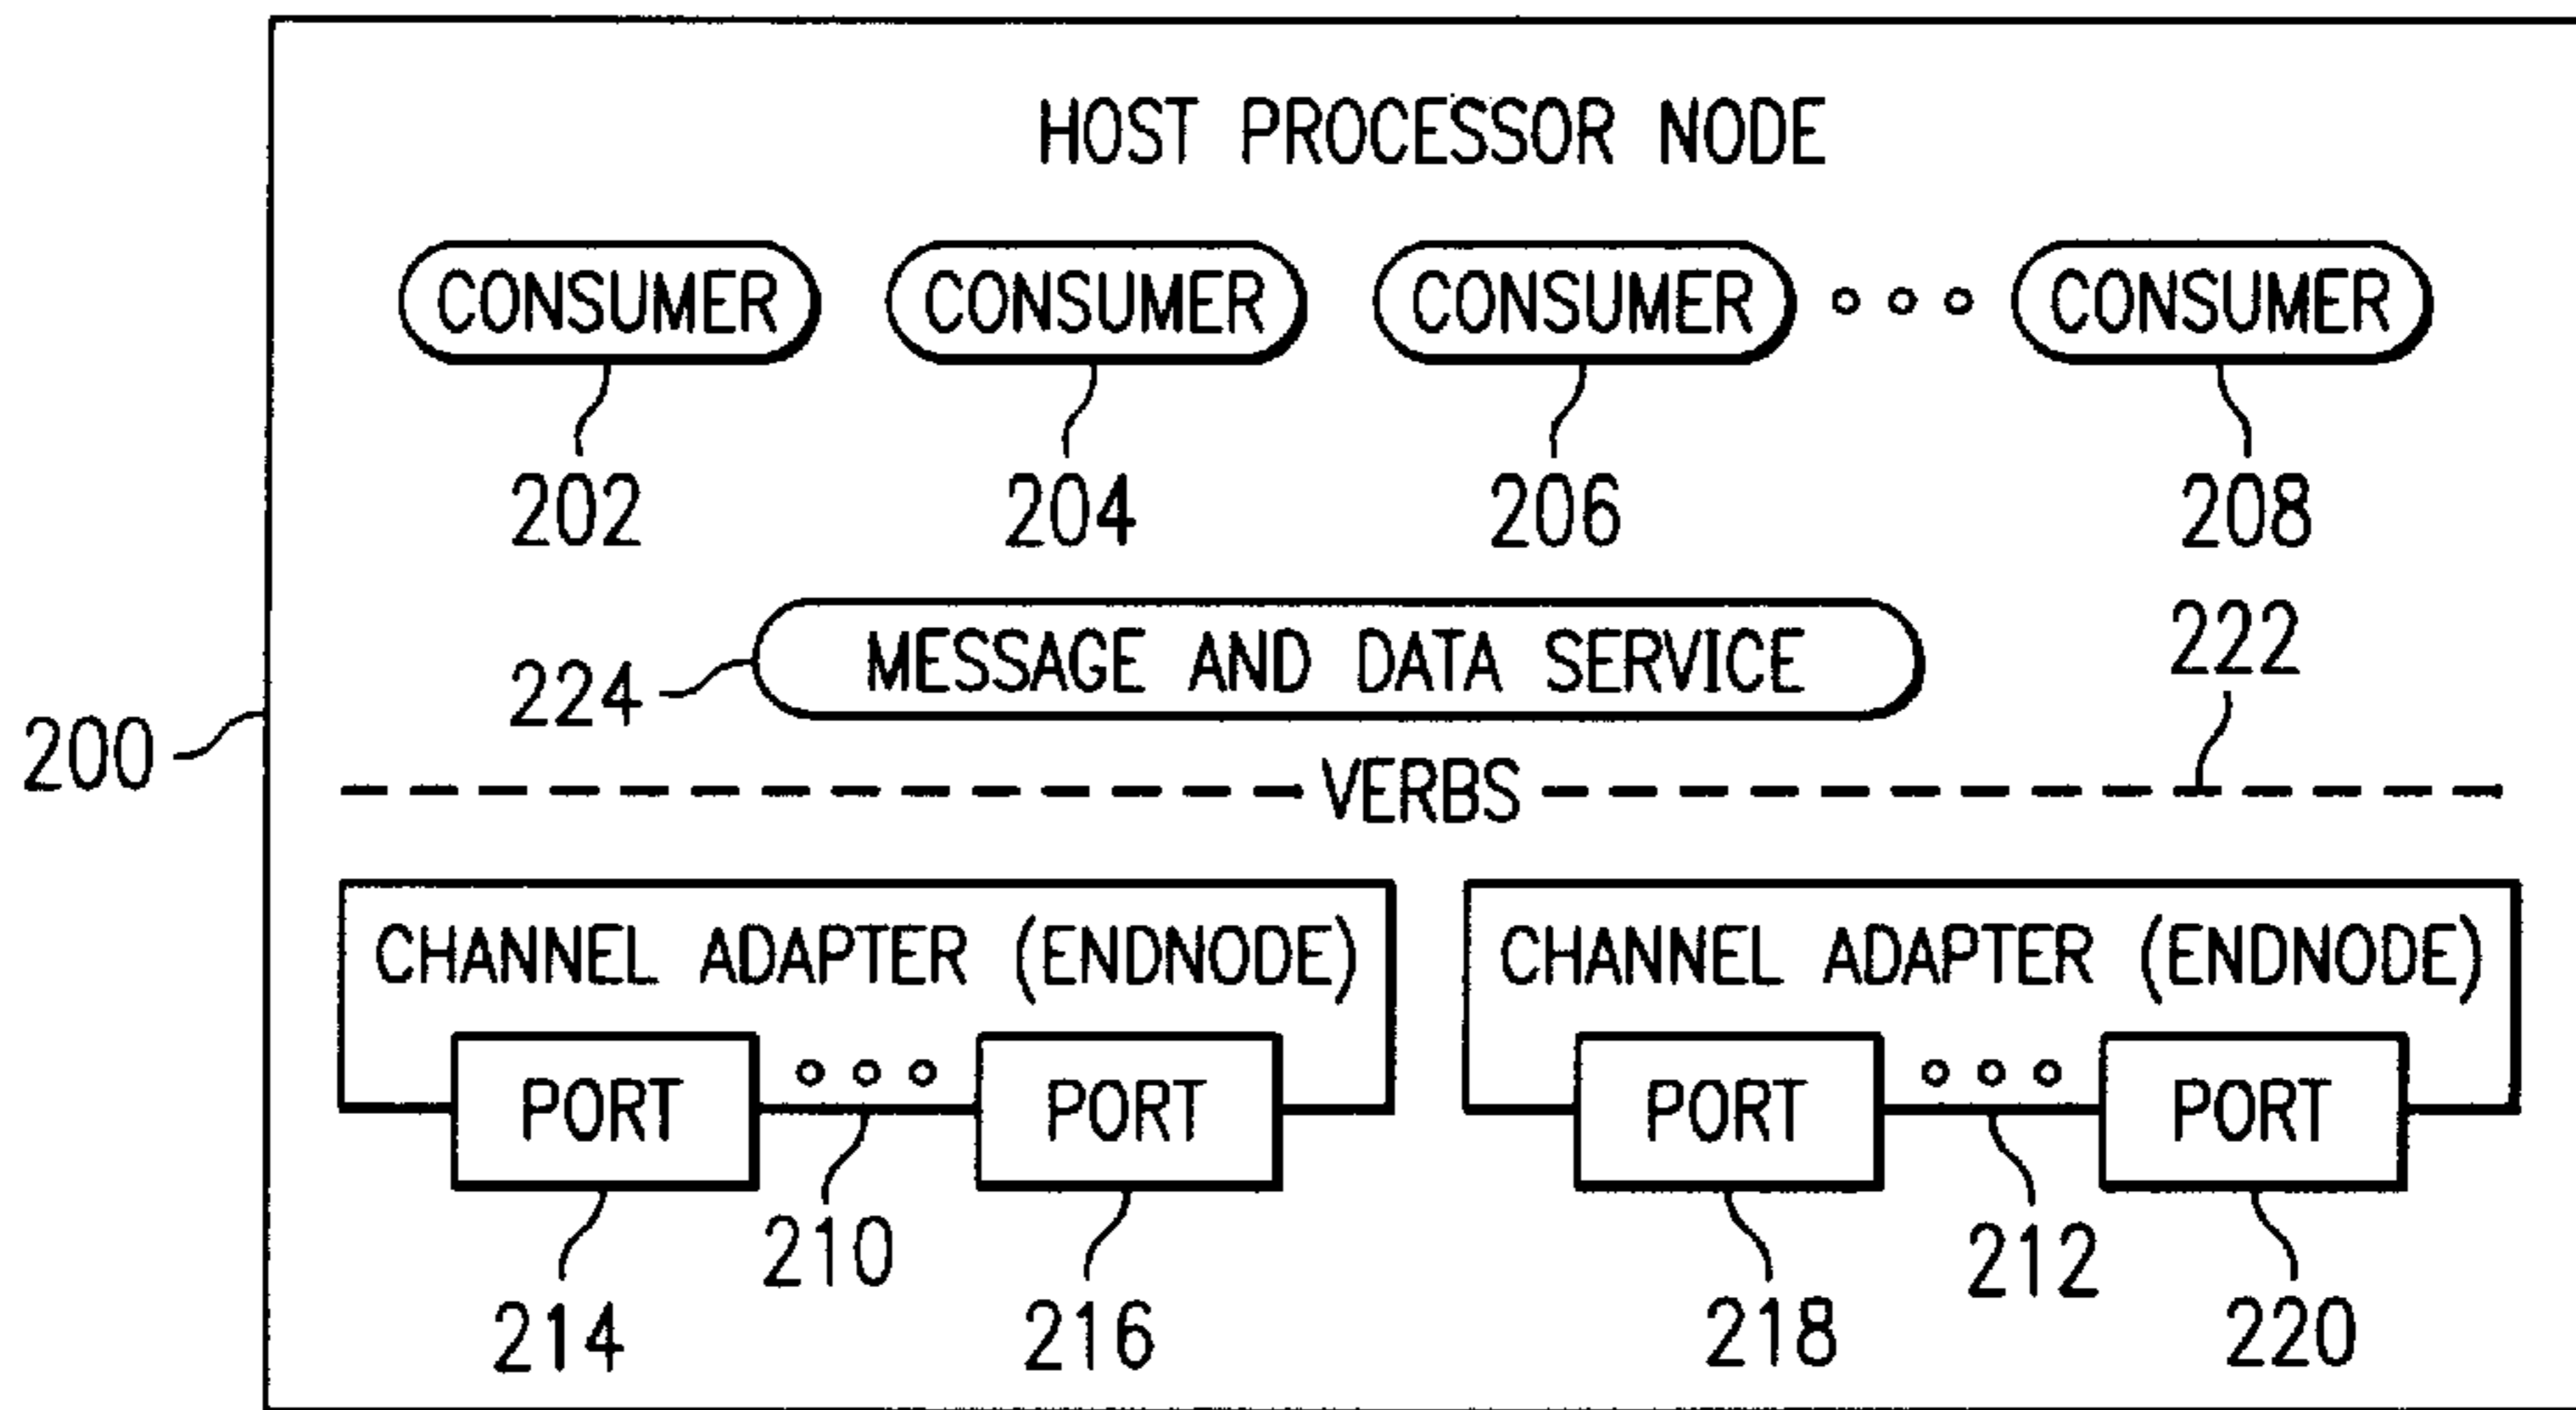 HOST PROCESSOR NODE
CONSUMER CONSUMER CONSUMER CONSUMER
202 204 206 208
MESSAGE AND DATA SERVICE
224 222
200
VERBS
CHANNEL ADAPTER (ENDNODE) CHANNEL ADAPTER (ENDNODE)
PORT PORT PORT PORT
210 212
214 216 218 220